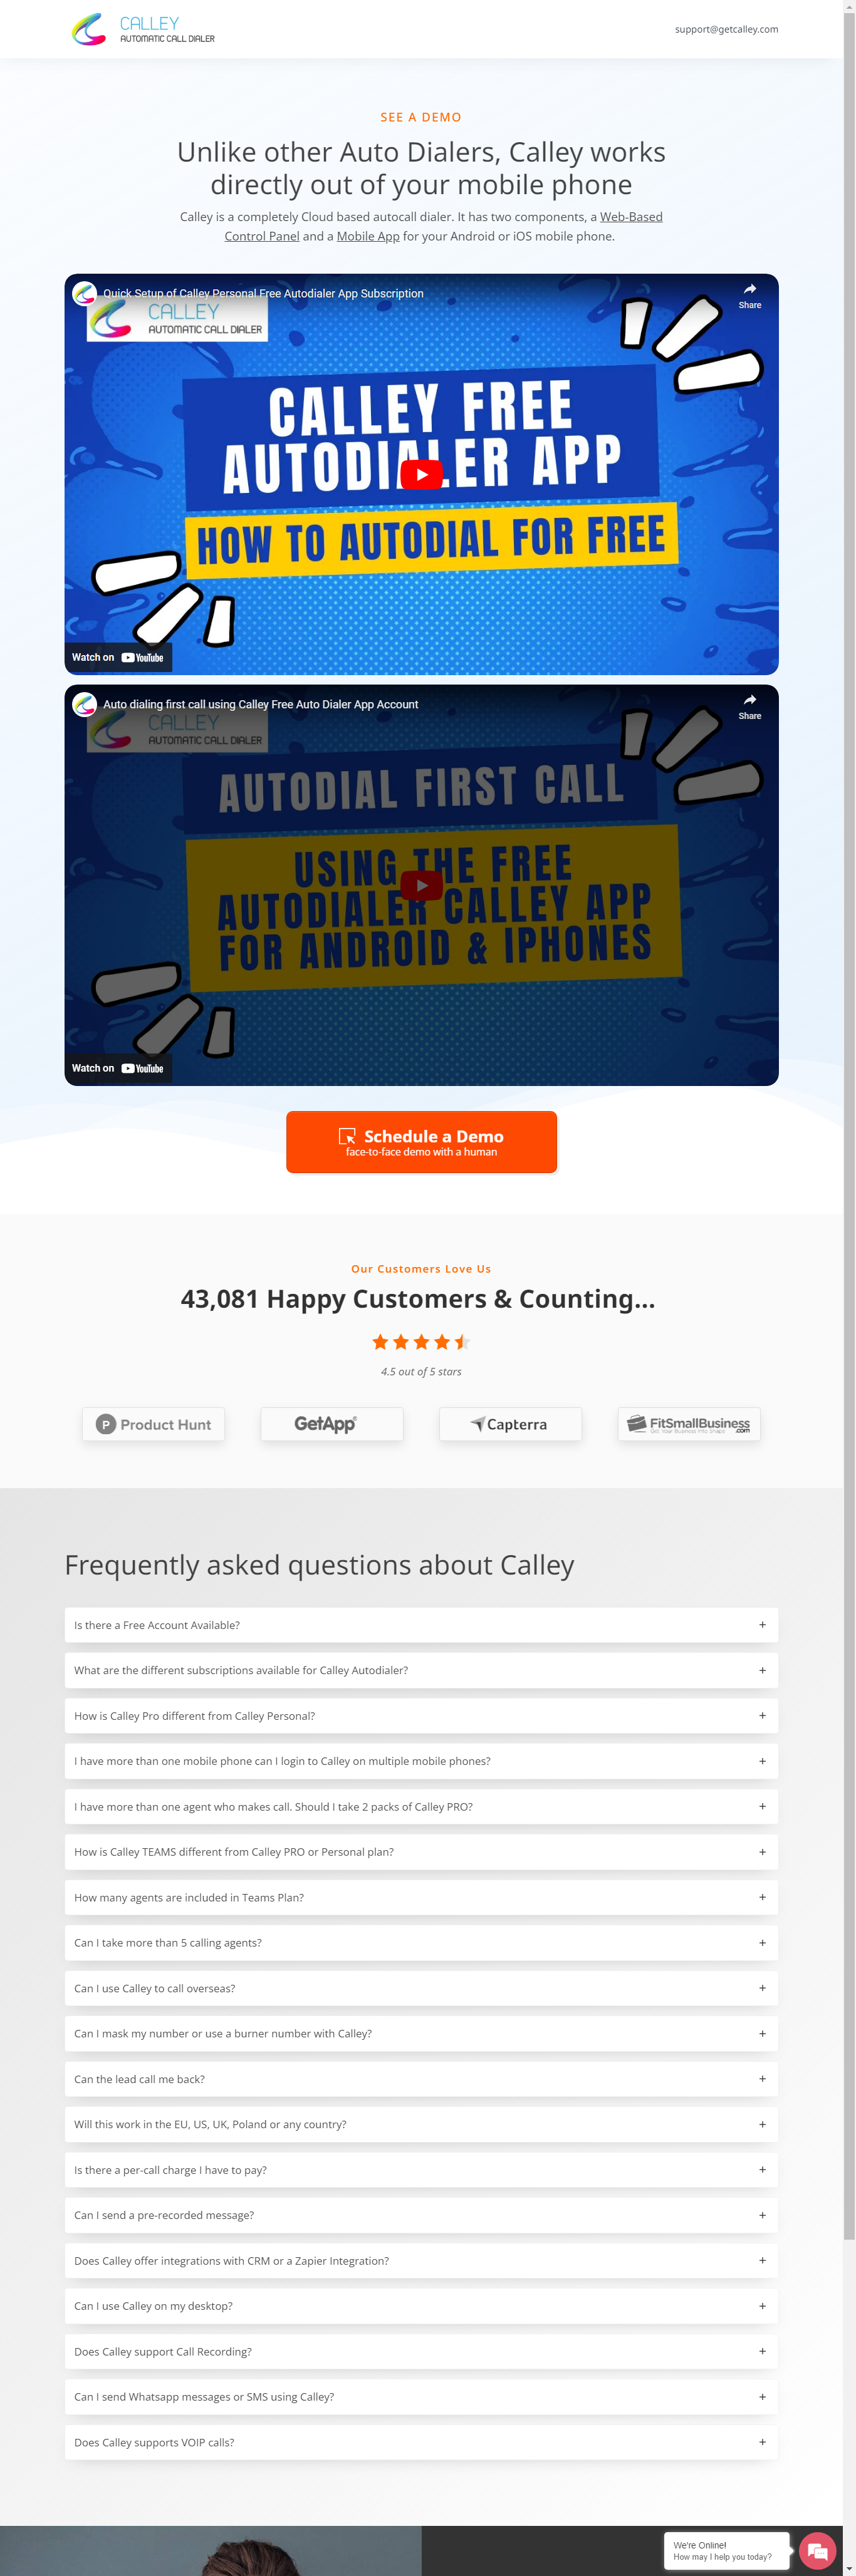 CALLEY
AUTOMATIC CALL DIALER
support@getcalley.com
SEE A DEMO
Unlike other Auto Dialers, Calley works
directly out of your mobile phone
Calley is a completely Cloud based autocall dialer. It has two components, a Web-Based
Control Panel and a Mobile App for your Android or iOS mobile phone.
Quick Setup of Calley Personal Free Autodialer App Subscription
Share
CALLEY
AUTOMATIC CALL DIALER
CALLEY FREE
AUTODIALER APP
HOW TO AUTODIAL FOR FREE
Watch on YouTube
Auto dialing first call using Calley Free Auto Dialer App Account
Share
CALLEY
AUTOMATIC CALL DIALER
AUTODIAL FIRST CALL
USING THE FREE
AUTODIALER CALLEY APP
FOR ANDROID & IPHONES
Watch on YouTube
Schedule a Demo
face-to-face demo with a human
Our Customers Love Us
43,081 Happy Customers & Counting...
4.5 out of 5 stars
P Product Hunt
GetApp
Capterra
FitSmallBusiness
Get Your Business Into Shape .com
Frequently asked questions about Calley
Is there a Free Account Available? +
What are the different subscriptions available for Calley Autodialer? +
How is Calley Pro different from Calley Personal? +
I have more than one mobile phone can I login to Calley on multiple mobile phones? +
I have more than one agent who makes call. Should I take 2 packs of Calley PRO? +
How is Calley TEAMS different from Calley PRO or Personal plan? +
How many agents are included in Teams Plan? +
Can I take more than 5 calling agents? +
Can I use Calley to call overseas? +
Can I mask my number or use a burner number with Calley? +
Can the lead call me back? +
Will this work in the EU, US, UK, Poland or any country? +
Is there a per-call charge I have to pay? +
Can I send a pre-recorded message? +
Does Calley offer integrations with CRM or a Zapier Integration? +
Can I use Calley on my desktop? +
Does Calley support Call Recording? +
Can I send Whatsapp messages or SMS using Calley? +
Does Calley supports VOIP calls? +
We're Online!
How may I help you today?